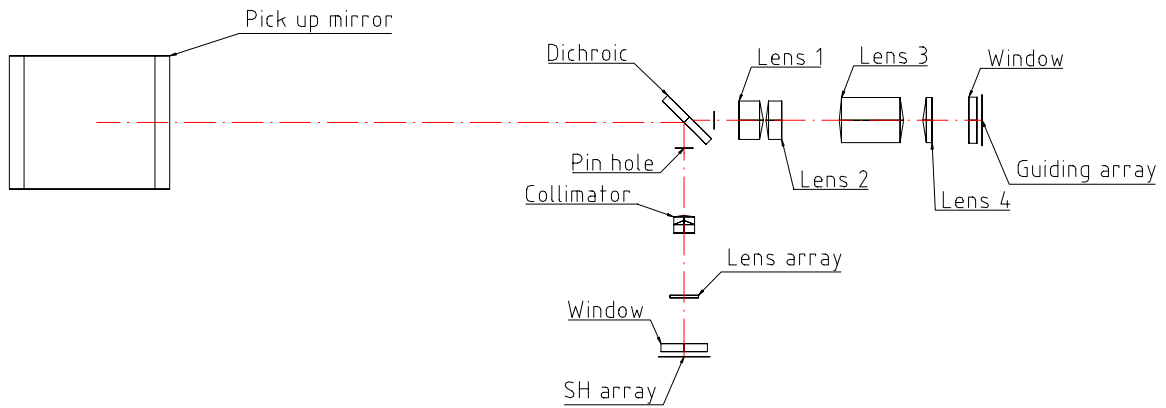 Pick up mirror
Dichroic
Lens 1
Lens 3
Window
Pin hole
Lens 2
Guiding array
Collimator
Lens 4
Lens array
Window
SH array